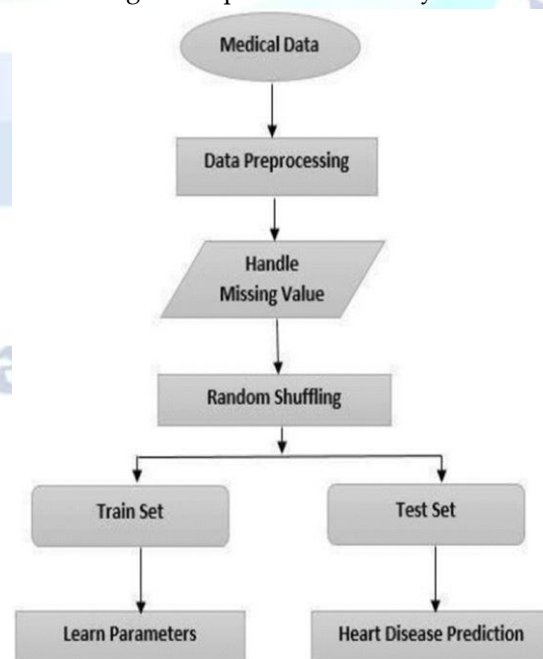 Medical Data
Data Preprocessing
Handle
Missing Value
Random Shuffling
Train Set
Test Set
Learn Parameters
Heart Disease Prediction